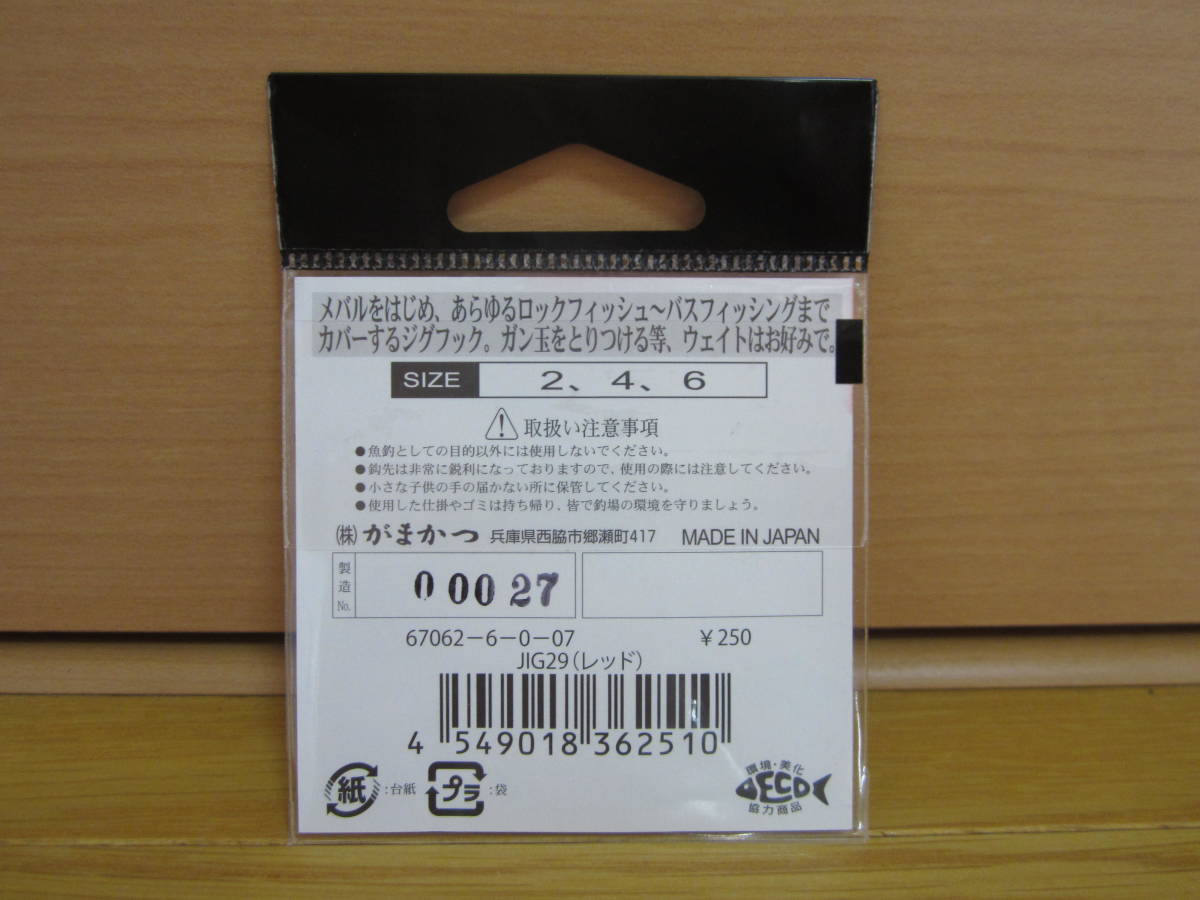 メバルをはじめ、あらゆるロックフィッシュ～バスフィッシングまで
カバーするジグフック。ガン玉をとりつける等、ウェイトはお好みで。
SIZE 2、4、6
取扱い注意事項
●魚釣としての目的以外には使用しないでください。
●鈎先は非常に鋭利になっておりますので、使用の際には注意してください。
●小さな子供の手の届かない所に保管してください。
●使用した仕掛やゴミは持ち帰り、皆で釣場の環境を守りましょう。
㈱がまかつ 兵庫県西脇市郷瀬町417 MADE IN JAPAN
製造No. 00027
67062-6-0-07 ￥250
JIG29（レッド）
4 549018 362510
紙:台紙 プラ:袋
環境・美化
ECO
協力商品